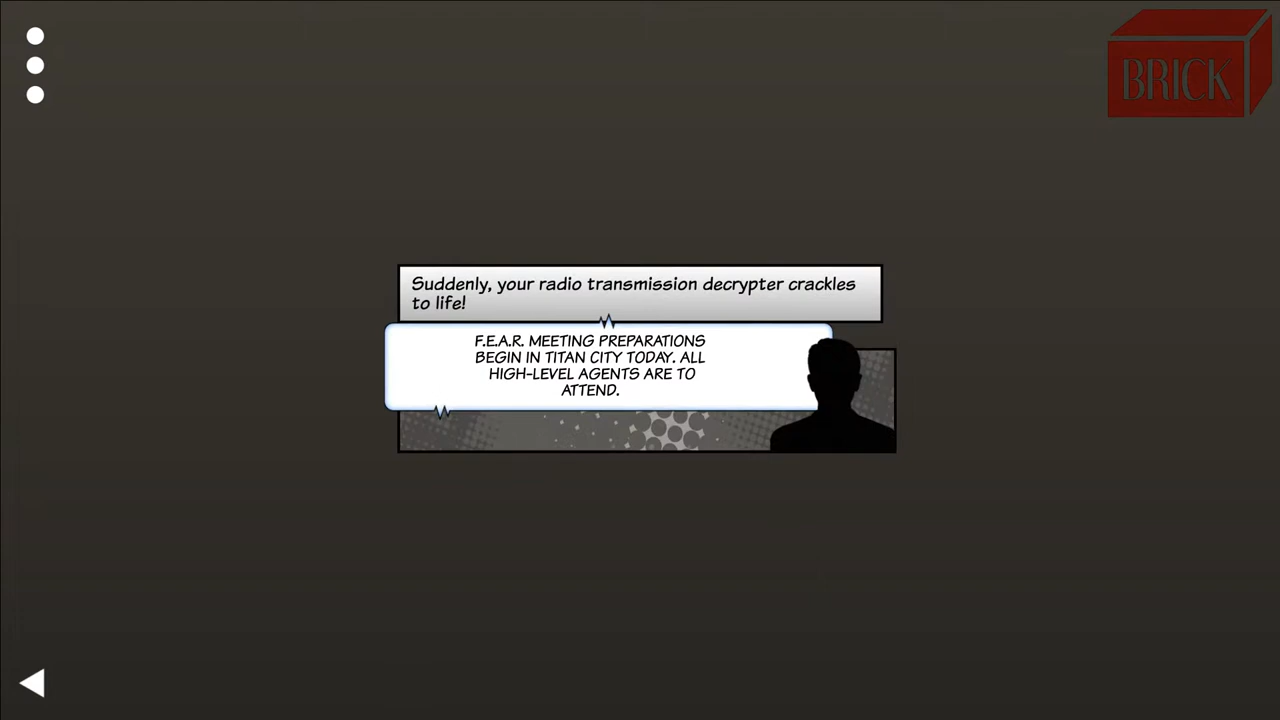 BRICK
Suddenly, your radio transmission decrypter crackles
to life!
F.E.A.R. MEETING PREPARATIONS
BEGIN IN TITAN CITY TODAY. ALL
HIGH-LEVEL AGENTS ARE TO
ATTEND.